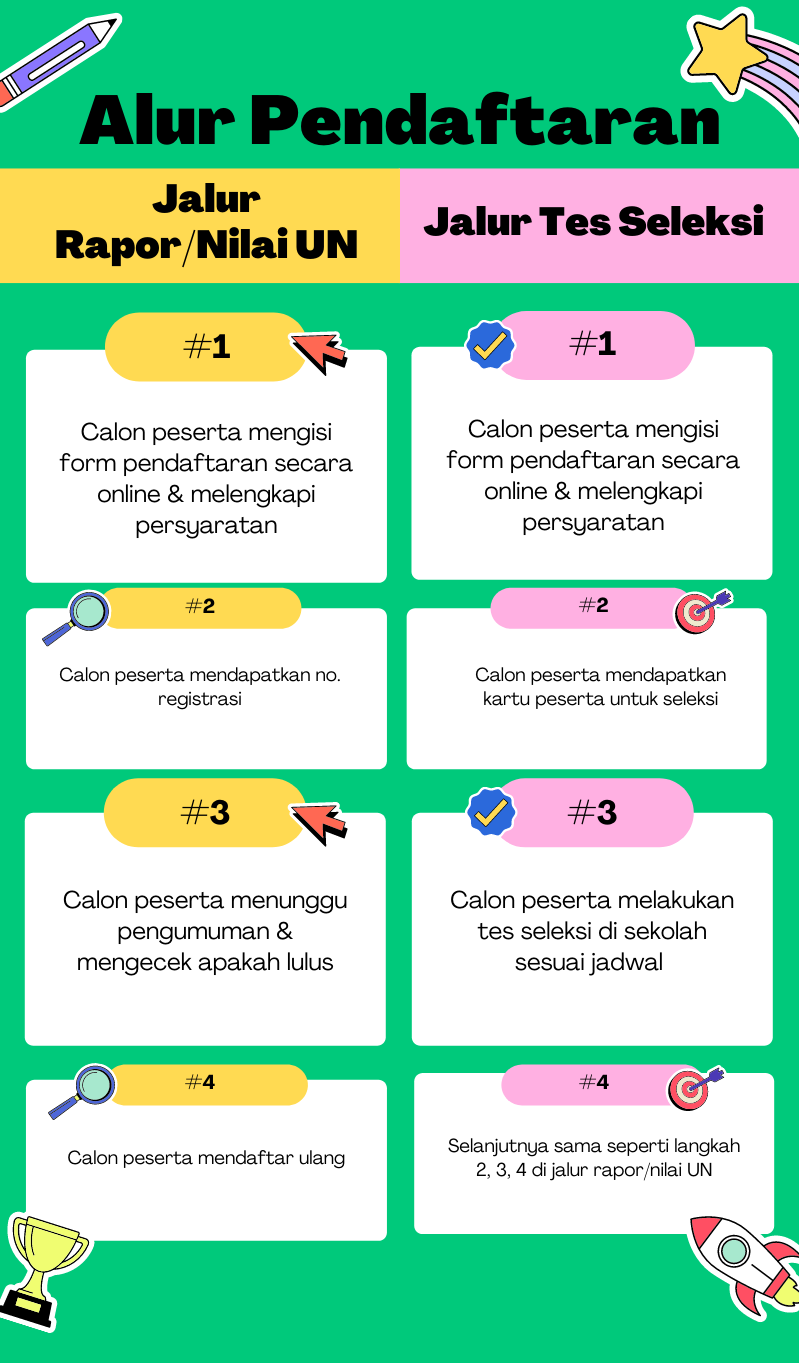 Alur Pendaftaran
Jalur
Rapor/Nilai UN
Jalur Tes Seleksi
#1
Calon peserta mengisi
form pendaftaran secara
online & melengkapi
persyaratan
#1
Calon peserta mengisi
form pendaftaran secara
online & melengkapi
persyaratan
#2
Calon peserta mendapatkan no.
registrasi
#2
Calon peserta mendapatkan
kartu peserta untuk seleksi
#3
Calon peserta menunggu
pengumuman &
mengecek apakah lulus
#3
Calon peserta melakukan
tes seleksi di sekolah
sesuai jadwal
#4
Calon peserta mendaftar ulang
#4
Selanjutnya sama seperti langkah
2, 3, 4 di jalur rapor/nilai UN